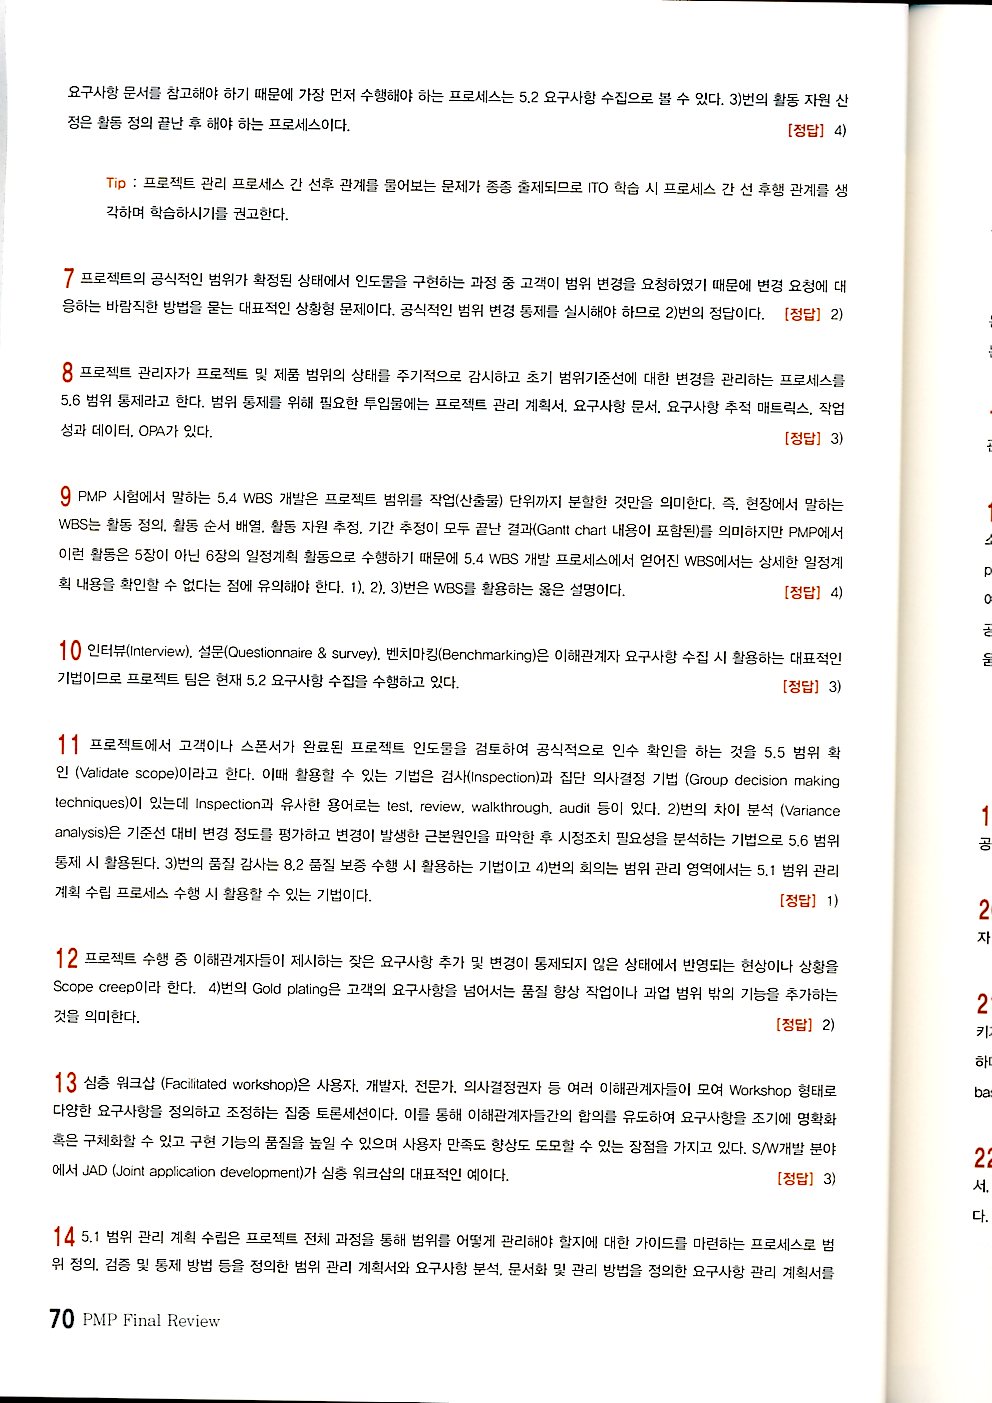 요구사항 문서를 참고해야 하기 때문에 가장 먼저 수행해야 하는 프로세스는 5.2 요구사항 수집으로 볼 수 있다. 3)번의 활동 자원 산
정은 활동 정의 끝난 후 해야 하는 프로세스이다. [정답] 4)
Tip : 프로젝트 관리 프로세스 간 선후 관계를 물어보는 문제가 종종 출제되므로 ITO 학습 시 프로세스 간 선 후행 관계를 생
각하며 학습하시기를 권고한다.
7 프로젝트의 공식적인 범위가 확정된 상태에서 인도물을 구현하는 과정 중 고객이 범위 변경을 요청하였기 때문에 변경 요청에 대
응하는 바람직한 방법을 묻는 대표적인 상황형 문제이다. 공식적인 범위 변경 통제를 실시해야 하므로 2)번의 정답이다. [정답] 2)
8 프로젝트 관리자가 프로젝트 및 제품 범위의 상태를 주기적으로 감시하고 초기 범위기준선에 대한 변경을 관리하는 프로세스를
5.6 범위 통제라고 한다. 범위 통제를 위해 필요한 투입물에는 프로젝트 관리 계획서, 요구사항 문서, 요구사항 추적 매트릭스, 작업
성과 데이터, OPA가 있다. [정답] 3)
9 PMP 시험에서 말하는 5.4 WBS 개발은 프로젝트 범위를 작업(산출물) 단위까지 분할한 것만을 의미한다. 즉, 현장에서 말하는
WBS는 활동 정의, 활동 순서 배열, 활동 자원 추정, 기간 추정이 모두 끝난 결과(Gantt chart 내용이 포함된)를 의미하지만 PMP에서
이런 활동은 5장이 아닌 6장의 일정계획 활동으로 수행하기 때문에 5.4 WBS 개발 프로세스에서 얻어진 WBS에서는 상세한 일정계
획 내용을 확인할 수 없다는 점에 유의해야 한다. 1), 2), 3)번은 WBS를 활용하는 옳은 설명이다. [정답] 4)
10 인터뷰(Interview), 설문(Questionnaire & survey), 벤치마킹(Benchmarking)은 이해관계자 요구사항 수집 시 활용하는 대표적인
기법이므로 프로젝트 팀은 현재 5.2 요구사항 수집을 수행하고 있다. [정답] 3)
11 프로젝트에서 고객이나 스폰서가 완료된 프로젝트 인도물을 검토하여 공식적으로 인수 확인을 하는 것을 5.5 범위 확
인 (Validate scope)이라고 한다. 이때 활용할 수 있는 기법은 검사(Inspection)과 집단 의사결정 기법 (Group decision making
techniques)이 있는데 Inspection과 유사한 용어로는 test, review, walkthrough, audit 등이 있다. 2)번의 차이 분석 (Variance
analysis)은 기준선 대비 변경 정도를 평가하고 변경이 발생한 근본원인을 파악한 후 시정조치 필요성을 분석하는 기법으로 5.6 범위
통제 시 활용된다. 3)번의 품질 감사는 8.2 품질 보증 수행 시 활용하는 기법이고 4)번의 회의는 범위 관리 영역에서는 5.1 범위 관리
계획 수립 프로세스 수행 시 활용할 수 있는 기법이다. [정답] 1)
12 프로젝트 수행 중 이해관계자들이 제시하는 잦은 요구사항 추가 및 변경이 통제되지 않은 상태에서 반영되는 현상이나 상황을
Scope creep이라 한다. 4)번의 Gold plating은 고객의 요구사항을 넘어서는 품질 향상 작업이나 과업 범위 밖의 기능을 추가하는
것을 의미한다. [정답] 2)
13 심층 워크샵 (Facilitated workshop)은 사용자, 개발자, 전문가, 의사결정권자 등 여러 이해관계자들이 모여 Workshop 형태로
다양한 요구사항을 정의하고 조정하는 집중 토론세션이다. 이를 통해 이해관계자들간의 합의를 유도하여 요구사항을 조기에 명확화
혹은 구체화할 수 있고 구현 기능의 품질을 높일 수 있으며 사용자 만족도 향상도 도모할 수 있는 장점을 가지고 있다. S/W개발 분야
에서 JAD (Joint application development)가 심층 워크샵의 대표적인 예이다. [정답] 3)
14 5.1 범위 관리 계획 수립은 프로젝트 전체 과정을 통해 범위를 어떻게 관리해야 할지에 대한 가이드를 마련하는 프로세스로 범
위 정의, 검증 및 통제 방법 등을 정의한 범위 관리 계획서와 요구사항 분석, 문서화 및 관리 방법을 정의한 요구사항 관리 계획서를
70 PMP Final Review